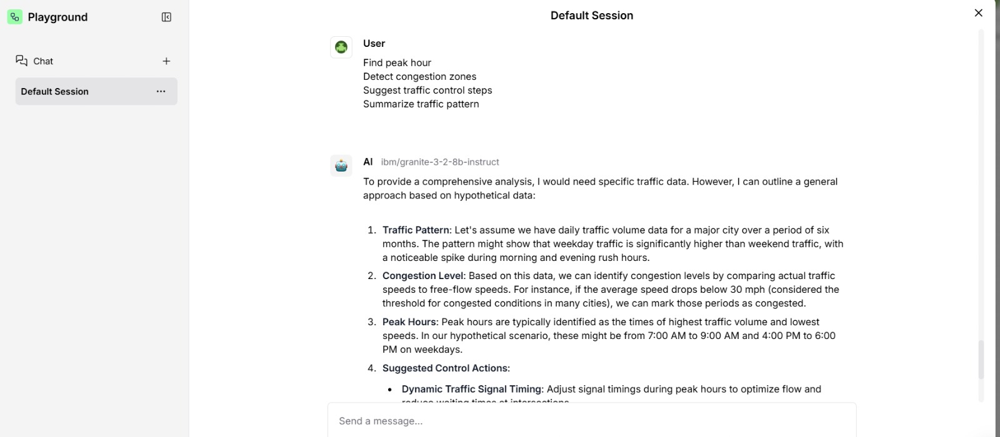 Playground
Default Session
Chat
Default Session
User
Find peak hour
Detect congestion zones
Suggest traffic control steps
Summarize traffic pattern
AI ibm/granite-3-2-8b-instruct
To provide a comprehensive analysis, I would need specific traffic data. However, I can outline a general
approach based on hypothetical data:
1. Traffic Pattern: Let's assume we have daily traffic volume data for a major city over a period of six
months. The pattern might show that weekday traffic is significantly higher than weekend traffic, with
a noticeable spike during morning and evening rush hours.
2. Congestion Level: Based on this data, we can identify congestion levels by comparing actual traffic
speeds to free-flow speeds. For instance, if the average speed drops below 30 mph (considered the
threshold for congested conditions in many cities), we can mark those periods as congested.
3. Peak Hours: Peak hours are typically identified as the times of highest traffic volume and lowest
speeds. In our hypothetical scenario, these might be from 7:00 AM to 9:00 AM and 4:00 PM to 6:00
PM on weekdays.
4. Suggested Control Actions:
• Dynamic Traffic Signal Timing: Adjust signal timings during peak hours to optimize flow and
reduce waiting times at intersections.
Send a message...